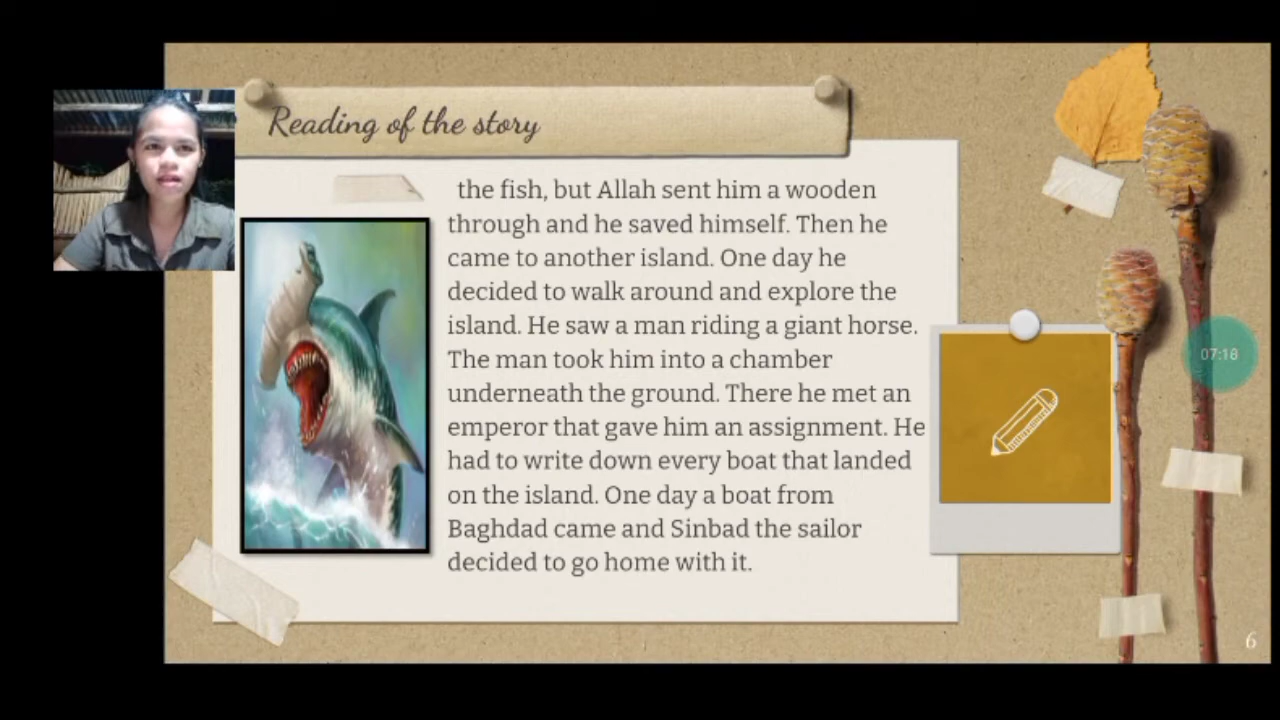 Reading of the story
the fish, but Allah sent him a wooden
through and he saved himself. Then he
came to another island. One day he
decided to walk around and explore the
island. He saw a man riding a giant horse.
The man took him into a chamber
underneath the ground. There he met an
emperor that gave him an assignment. He
had to write down every boat that landed
on the island. One day a boat from
Baghdad came and Sinbad the sailor
decided to go home with it.
07:18
6